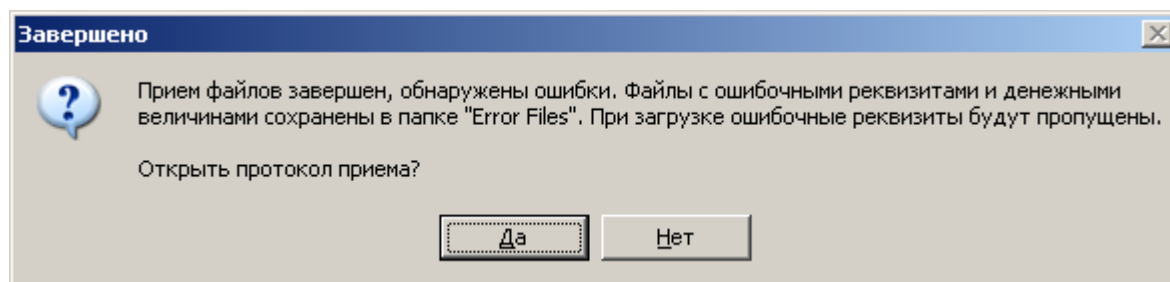 Завершено
Прием файлов завершен, обнаружены ошибки. Файлы с ошибочными реквизитами и денежными
величинами сохранены в папке "Error Files". При загрузке ошибочные реквизиты будут пропущены.
Открыть протокол приема?
Да
Нет